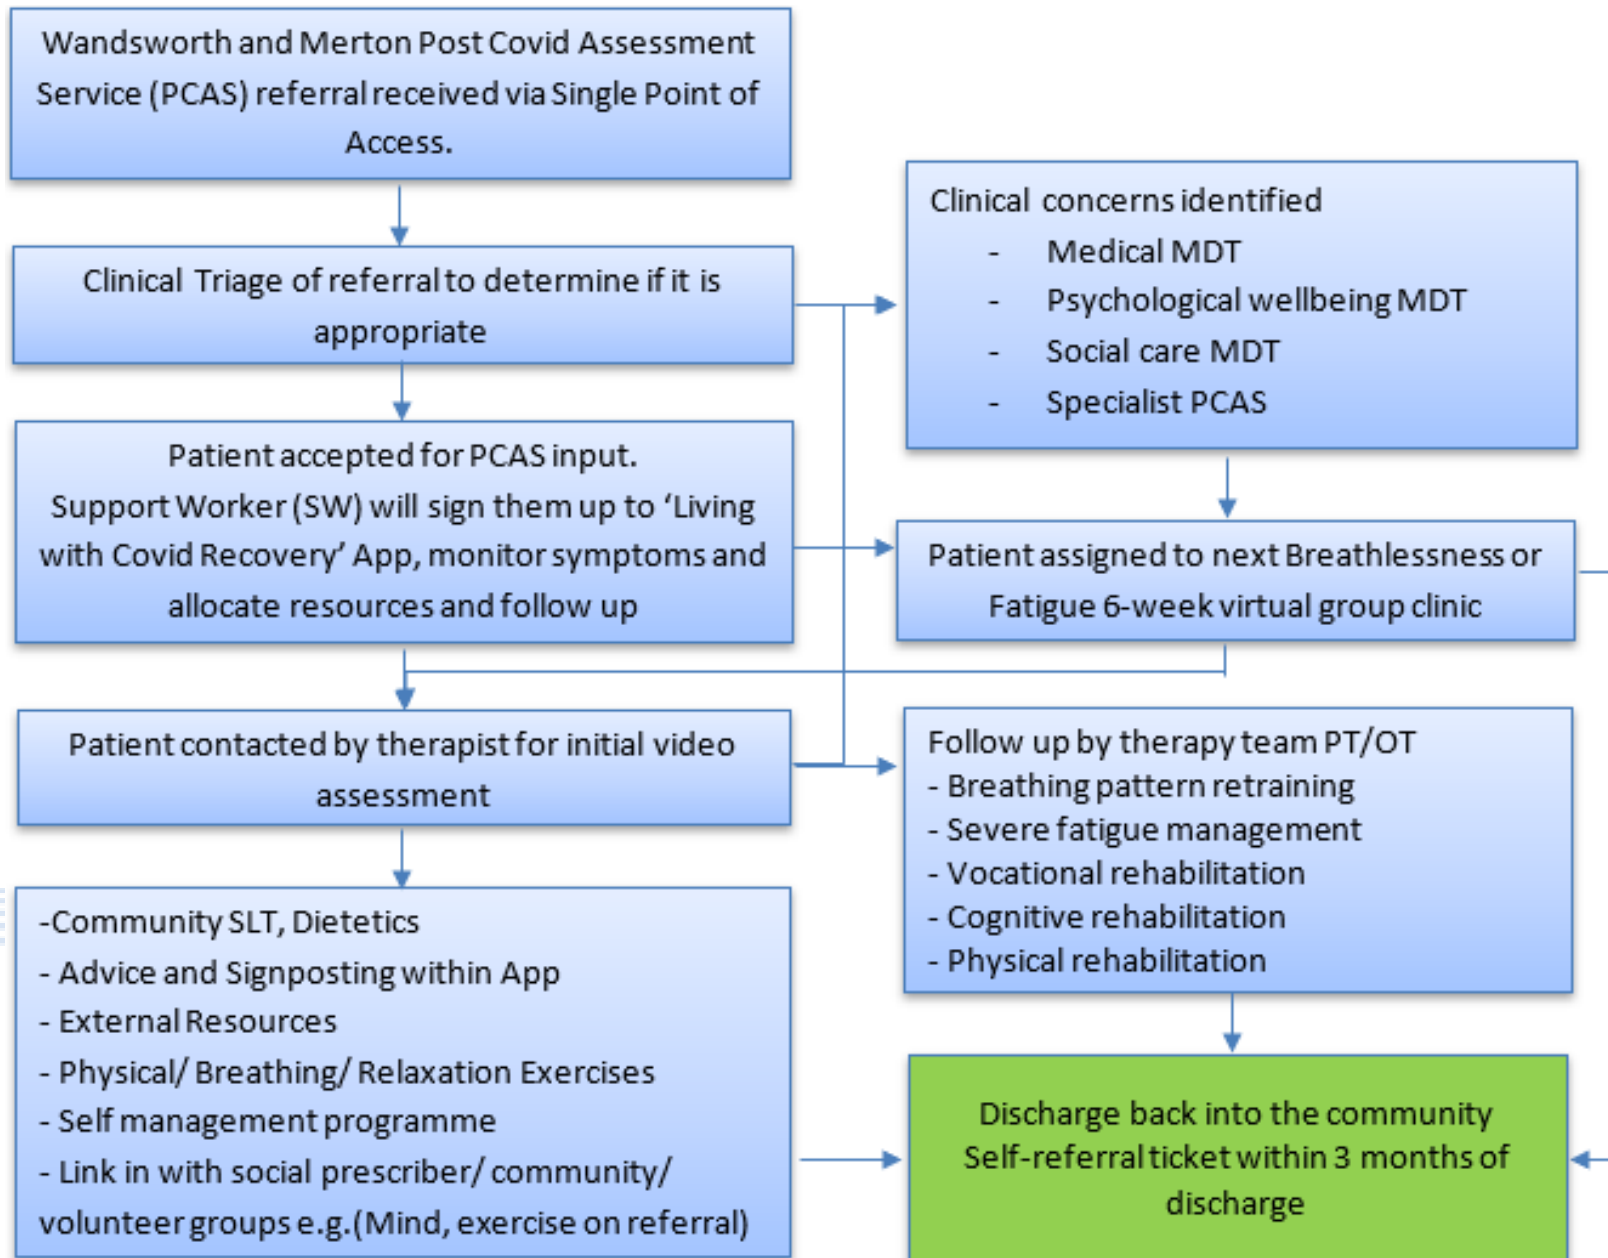 Wandsworth and Merton Post Covid Assessment
Service (PCAS) referral received via Single Point of
Access.
Clinical Triage of referral to determine if it is
appropriate
Clinical concerns identified
- Medical MDT
- Psychological wellbeing MDT
- Social care MDT
- Specialist PCAS
Patient accepted for PCAS input.
Support Worker (SW) will sign them up to ‘Living
with Covid Recovery’ App, monitor symptoms and
allocate resources and follow up
Patient assigned to next Breathlessness or
Fatigue 6-week virtual group clinic
Patient contacted by therapist for initial video
assessment
Follow up by therapy team PT/OT
- Breathing pattern retraining
- Severe fatigue management
- Vocational rehabilitation
- Cognitive rehabilitation
- Physical rehabilitation
-Community SLT, Dietetics
- Advice and Signposting within App
- External Resources
- Physical/ Breathing/ Relaxation Exercises
- Self management programme
- Link in with social prescriber/ community/
volunteer groups e.g.(Mind, exercise on referral)
Discharge back into the community
Self-referral ticket within 3 months of
discharge